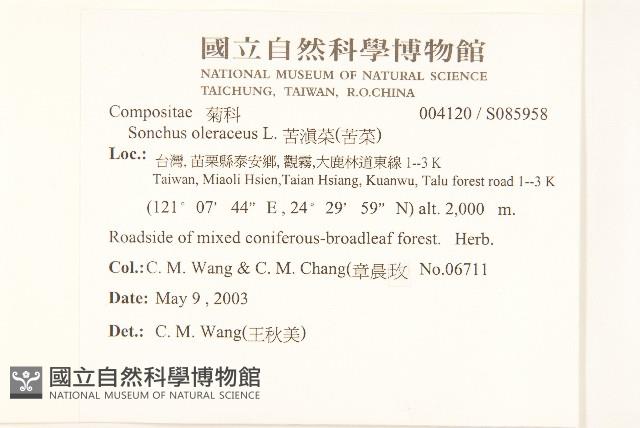 國立自然科學博物館
NATIONAL MUSEUM OF NATURAL SCIENCE
TAICHUNG, TAIWAN, R.O.CHINA
Compositae 菊科 004120 / S085958
Sonchus oleraceus L. 苦滇菜(苦菜)
Loc.: 台灣, 苗栗縣泰安鄉, 觀霧,大鹿林道東線 1--3 K
Taiwan, Miaoli Hsien,Taian Hsiang, Kuanwu, Talu forest road 1--3 K
(121° 07' 44" E , 24° 29' 59" N) alt. 2,000 m.
Roadside of mixed coniferous-broadleaf forest. Herb.
Col.: C. M. Wang & C. M. Chang(章晨玫 No.06711
Date: May 9 , 2003
Det.: C. M. Wang(王秋美)
國立自然科學博物館
NATIONAL MUSEUM OF NATURAL SCIENCE